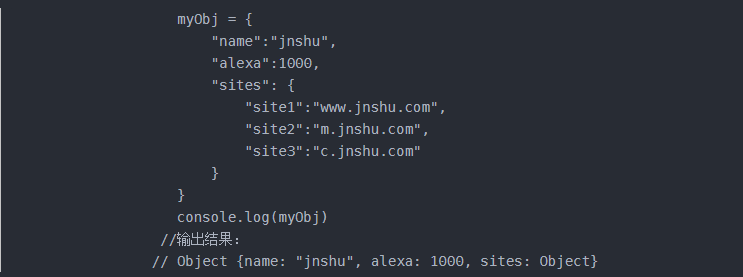 myObj = {
"name":"jnshu",
"alexa":1000,
"sites": {
"site1":"www.jnshu.com",
"site2":"m.jnshu.com",
"site3":"c.jnshu.com"
}
}
console.log(myObj)
//输出结果：
// Object {name: "jnshu", alexa: 1000, sites: Object}